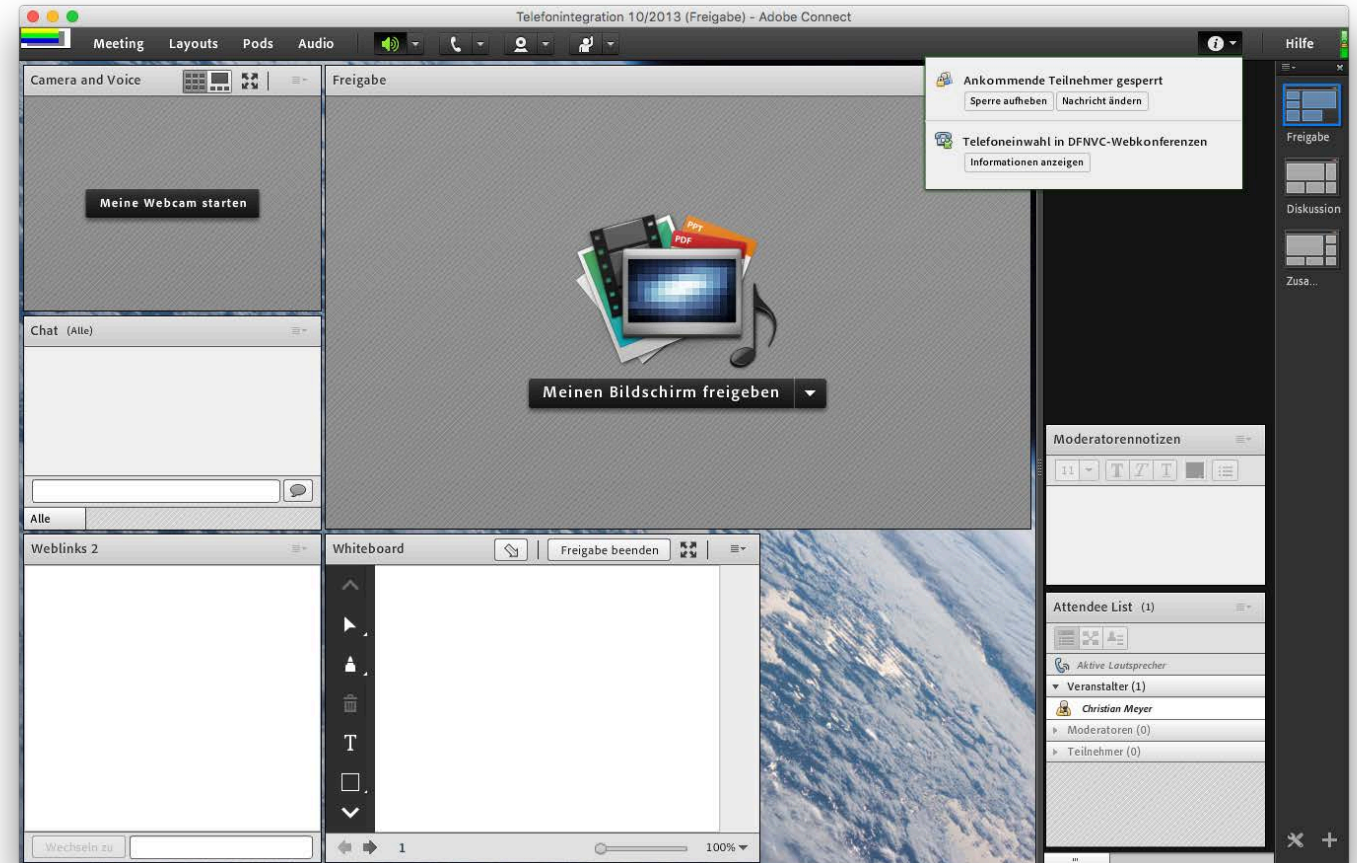 Telefonintegration 10/2013 (Freigabe) - Adobe Connect
Meeting Layouts Pods Audio Hilfe
Camera and Voice
Meine Webcam starten
Chat (Alle)
Alle
Weblinks 2
Wechseln zu
Freigabe
PPT
PDF
Meinen Bildschirm freigeben
Whiteboard Freigabe beenden
T
1 100%
Ankommende Teilnehmer gesperrt
Sperre aufheben Nachricht ändern
Telefoneinwahl in DFNVC-Webkonferenzen
Informationen anzeigen
Moderatorennotizen
11 T T T
Attendee List (1)
Aktive Lautsprecher
Veranstalter (1)
Christian Meyer
Moderatoren (0)
Teilnehmer (0)
Freigabe
Diskussion
Zusa...